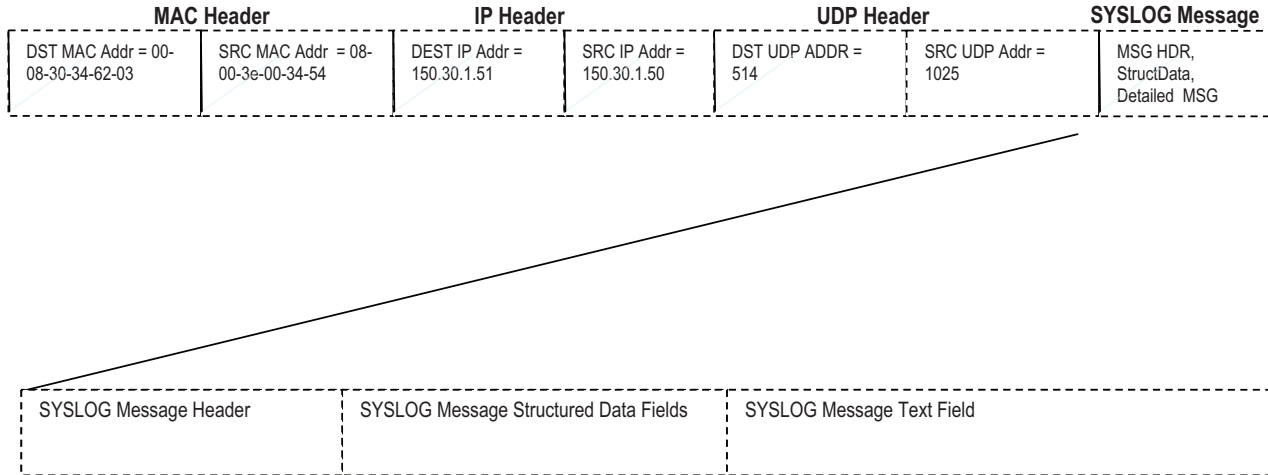 MAC Header IP Header UDP Header SYSLOG Message
DST MAC Addr = 00-
08-30-34-62-03
SRC MAC Addr = 08-
00-3e-00-34-54
DEST IP Addr =
150.30.1.51
SRC IP Addr =
150.30.1.50
DST UDP ADDR =
514
SRC UDP Addr =
1025
MSG HDR,
StructData,
Detailed MSG
SYSLOG Message Header
SYSLOG Message Structured Data Fields
SYSLOG Message Text Field